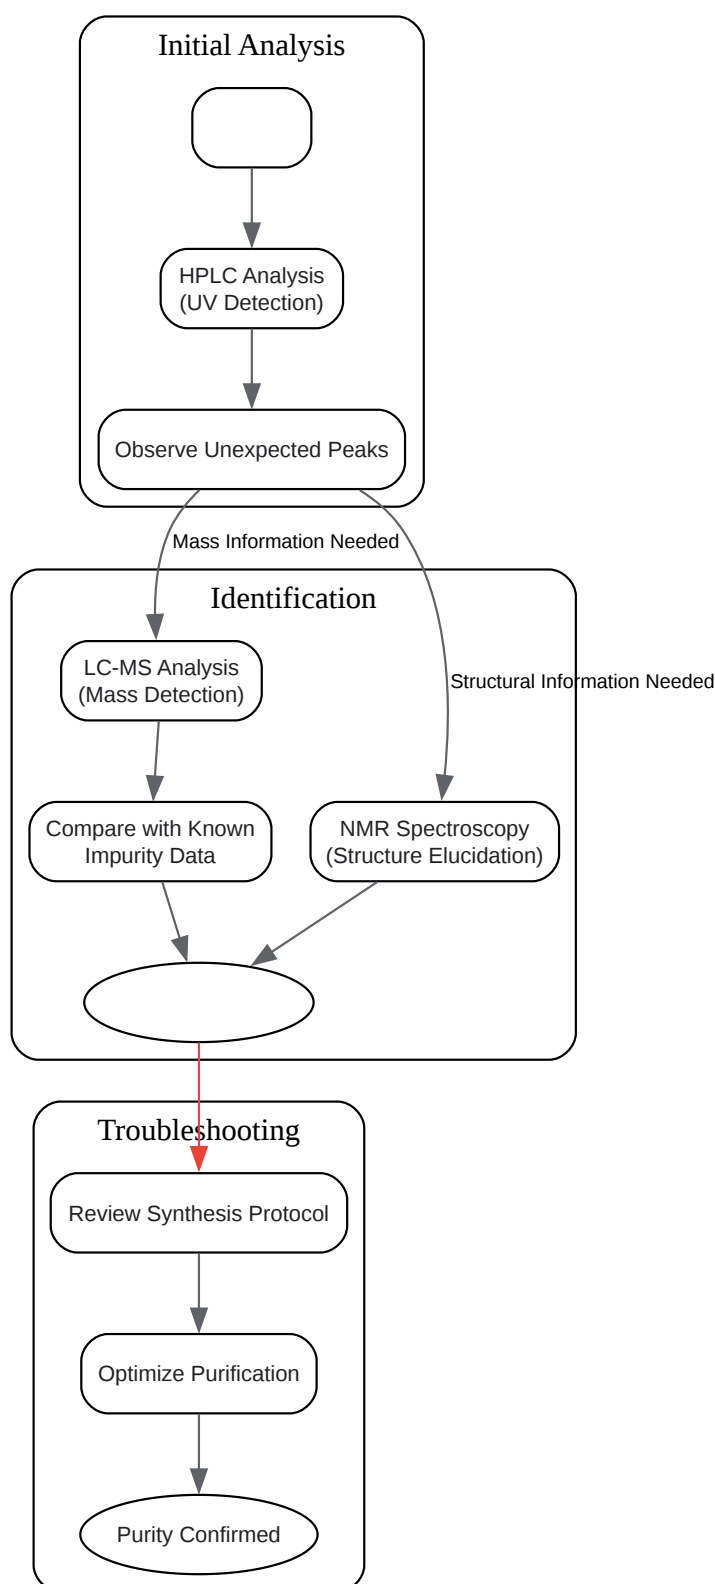 Initial Analysis
HPLC Analysis
(UV Detection)
Observe Unexpected Peaks
Mass Information Needed
Identification
LC-MS Analysis
(Mass Detection)
Structural Information Needed
Compare with Known
Impurity Data
NMR Spectroscopy
(Structure Elucidation)
Troubleshooting
Review Synthesis Protocol
Optimize Purification
Purity Confirmed